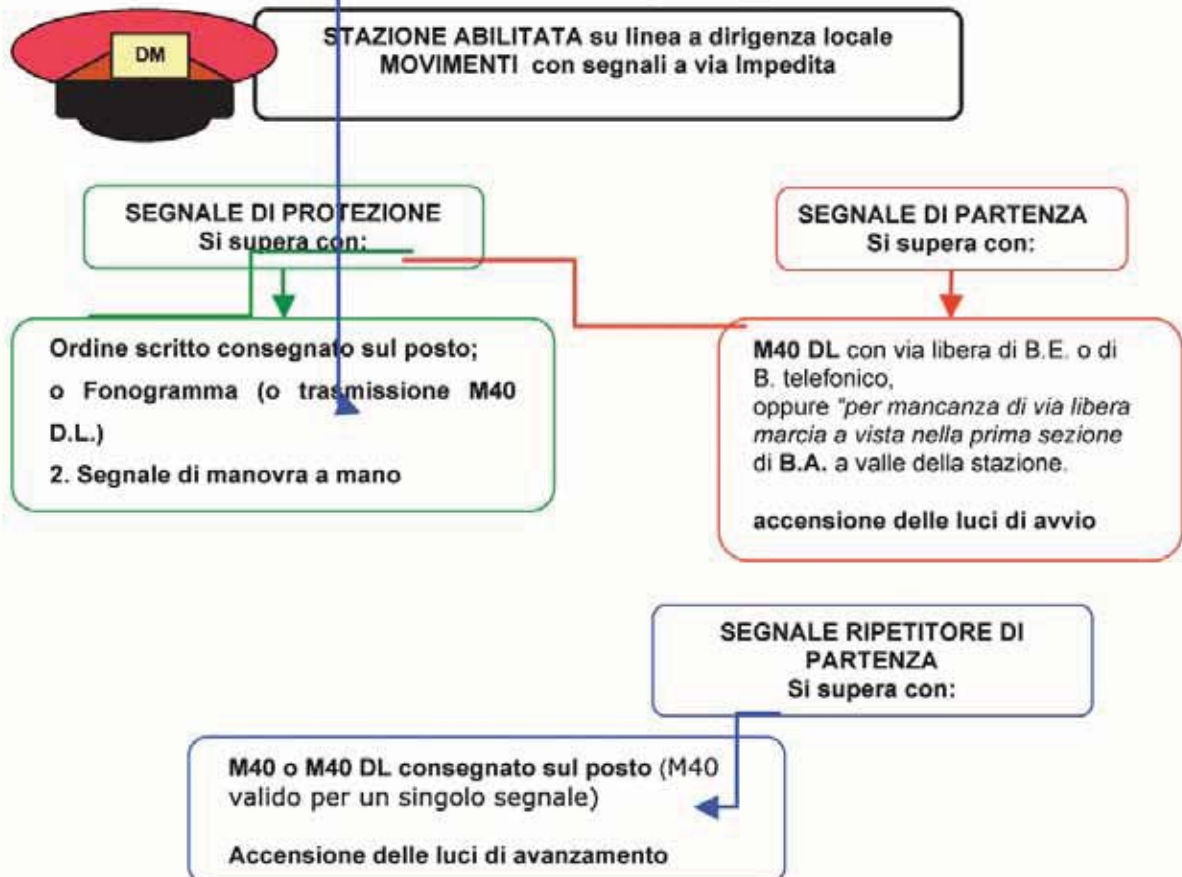 DM
STAZIONE ABILITATA su linea a dirigenza locale
MOVIMENTI con segnali a via Impedita
SEGNALE DI PROTEZIONE
Si supera con:
Ordine scritto consegnato sul posto;
o Fonogramma (o trasmissione M40
D.L.)
2. Segnale di manovra a mano
SEGNALE DI PARTENZA
Si supera con:
M40 DL con via libera di B.E. o di
B. telefonico,
oppure "per mancanza di via libera
marcia a vista nella prima sezione
di B.A. a valle della stazione.
accensione delle luci di avvio
SEGNALE RIPETITORE DI
PARTENZA
Si supera con:
M40 o M40 DL consegnato sul posto (M40
valido per un singolo segnale)
Accensione delle luci di avanzamento